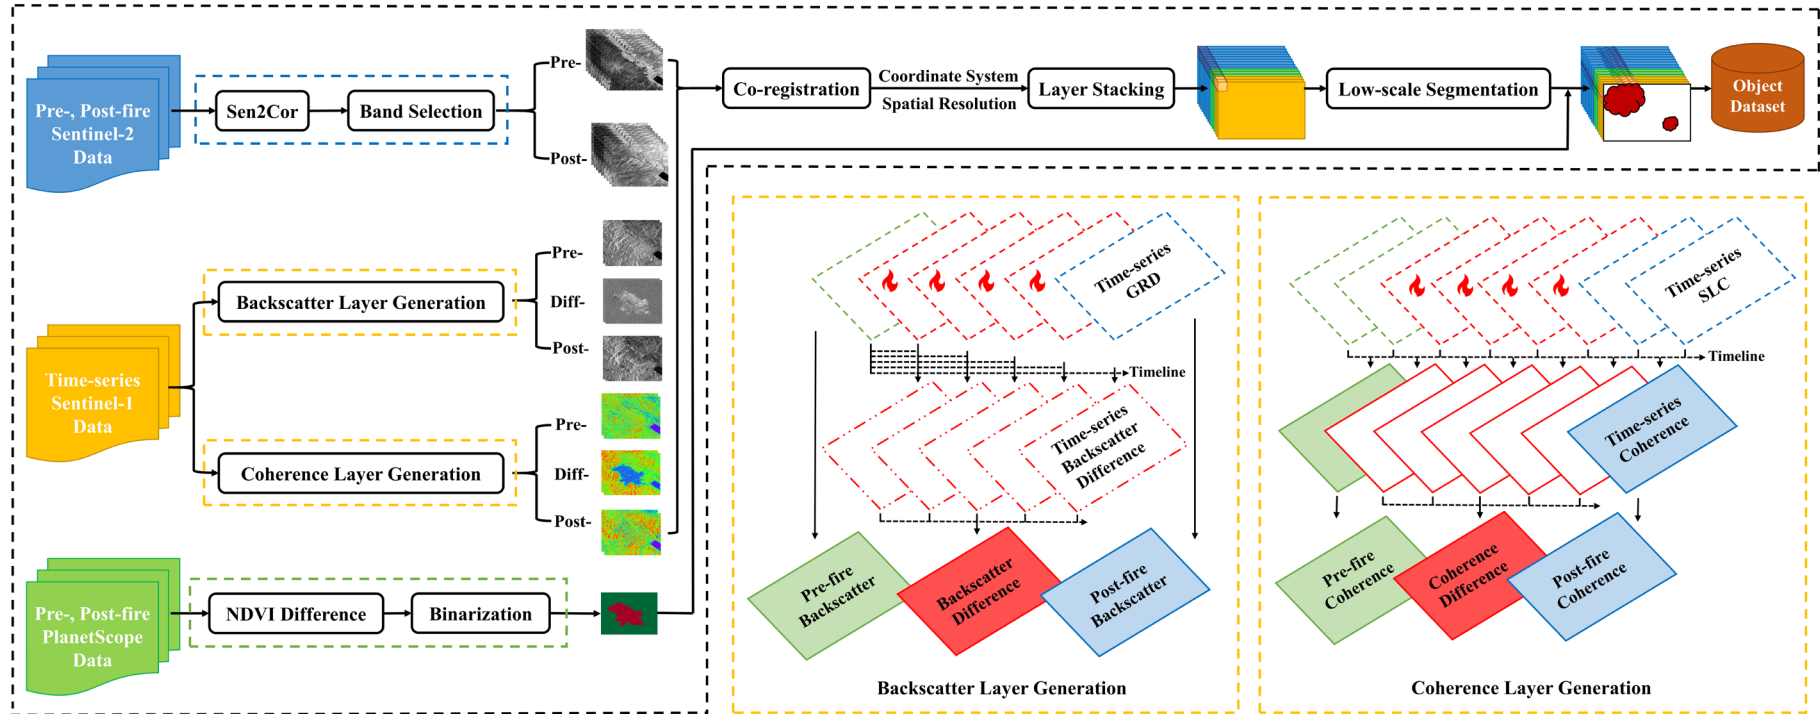 Pre-, Post-fire
Sentinel-2
Data
Sen2Cor
Band Selection
Pre-
Post-
Co-registration
Coordinate System
Spatial Resolution
Layer Stacking
Low-scale Segmentation
Object
Dataset
Time-series
Sentinel-1
Data
Backscatter Layer Generation
Pre-
Diff-
Post-
Coherence Layer Generation
Pre-
Diff-
Post-
Pre-, Post-fire
PlanetScope
Data
NDVI Difference
Binarization
Time-series
GRD
Timeline
Time-series
Backscatter
Difference
Pre-fire
Backscatter
Backscatter
Difference
Post-fire
Backscatter
Backscatter Layer Generation
Time-series
SLC
Timeline
Time-series
Coherence
Pre-fire
Coherence
Coherence
Difference
Post-fire
Coherence
Coherence Layer Generation